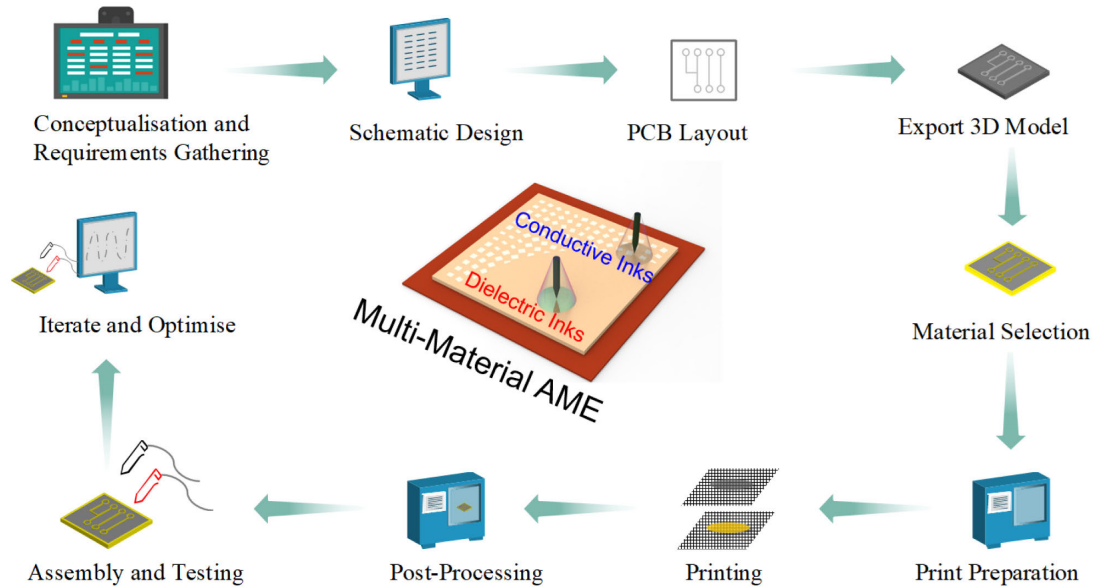 Conceptualisation and
Requirements Gathering
Schematic Design
PCB Layout
Export 3D Model
Conductive Inks
Dielectric Inks
Multi-Material AME
Iterate and Optimise
Material Selection
Assembly and Testing
Post-Processing
Printing
Print Preparation